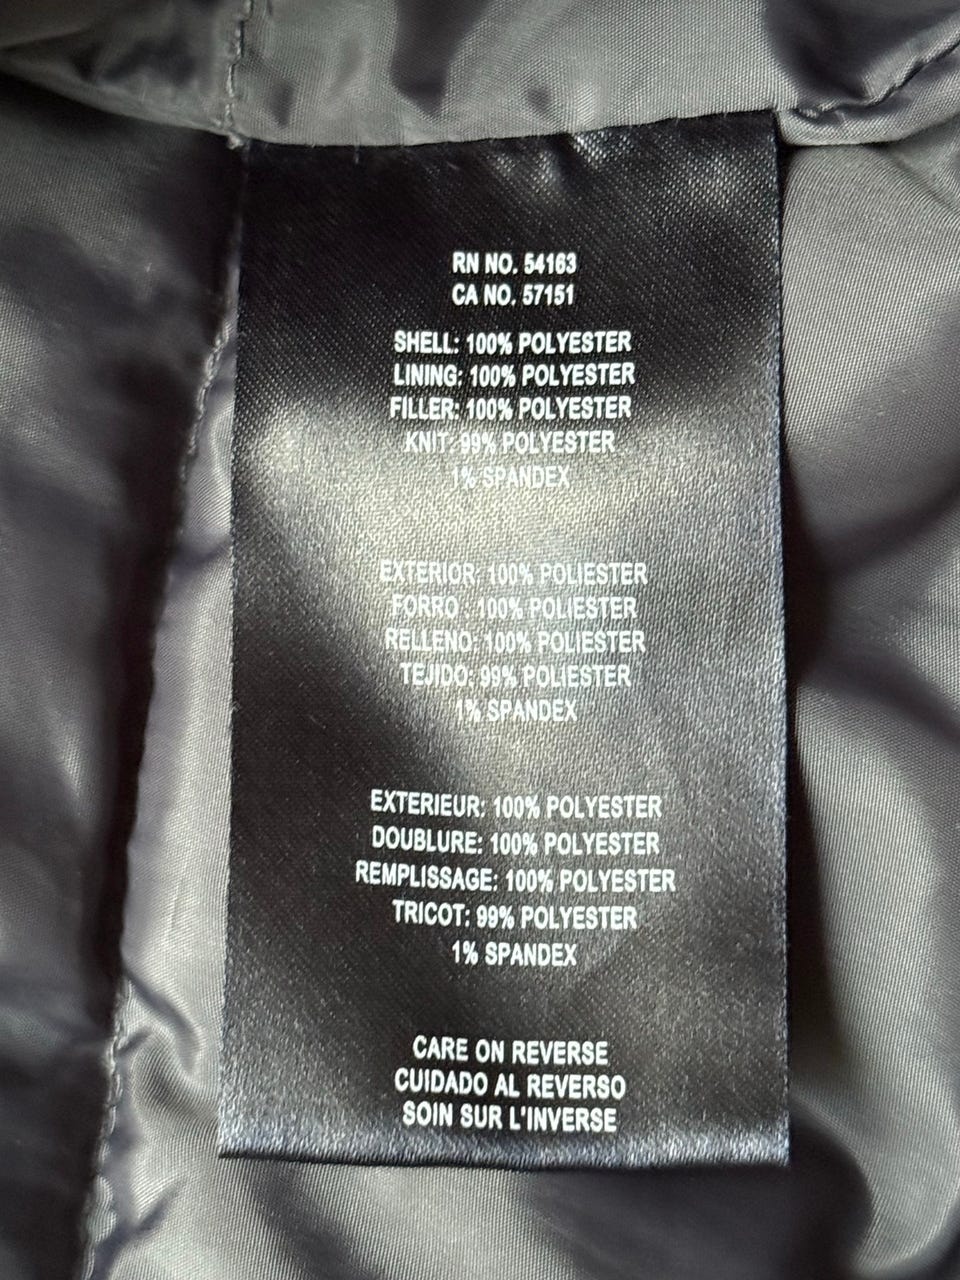 RN NO. 54163
CA NO. 57151
SHELL: 100% POLYESTER
LINING: 100% POLYESTER
FILLER: 100% POLYESTER
KNIT: 99% POLYESTER
1% SPANDEX
EXTERIOR: 100% POLIESTER
FORRO : 100% POLIESTER
RELLENO: 100% POLIESTER
TEJIDO: 99% POLIESTER
1% SPANDEX
EXTERIEUR: 100% POLYESTER
DOUBLURE: 100% POLYESTER
REMPLISSAGE: 100% POLYESTER
TRICOT: 99% POLYESTER
1% SPANDEX
CARE ON REVERSE
CUIDADO AL REVERSO
SOIN SUR L'INVERSE